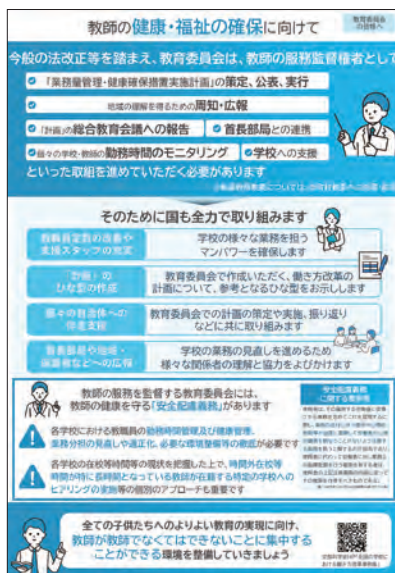 教師の健康・福祉の確保に向けて
教育委員会
の皆様へ
今般の法改正等を踏まえ、教育委員会は、教師の服務監督権者として
「業務量管理・健康確保措置実施計画」の策定、公表、実行
地域の理解を得るための周知・広報
「計画」の総合教育会議への報告
首長部局との連携
個々の学校・教師の勤務時間のモニタリング
学校への支援
といった取組を進めていただく必要があります
そのために国も全力で取り組みます
教職員定数の改善や
支援スタッフの充実
学校の様々な業務を担う
マンパワーを確保します
「計画」の
ひな型の作成
教育委員会で作成いただく、働き方改革の
計画について、参考となるひな型をお示しします
個々の自治体への
伴走支援
教育委員会での計画の策定や実施、振り返り
などに共に取り組みます
首長部局や地域・
保護者などへの広報
学校の業務の見直しを進めるため
様々な関係者の理解と協力をよびかけます
教師の服務を監督する教育委員会には、
教師の健康を守る「安全配慮義務」があります
安全配慮義務
に関する裁判例
各学校における教職員の勤務時間管理及び健康管理、
業務分担の見直しや適正化、必要な環境整備等の徹底が必要です
各学校の在校等時間等の現状を把握した上で、時間外在校等
時間が特に長時間となっている教師が在籍する特定の学校への
ヒアリングの実施等の個別のアプローチも重要です
全ての子供たちへのよりよい教育の実現に向け、
教師が教師でなくてはできないことに集中する
ことができる環境を整備していきましょう